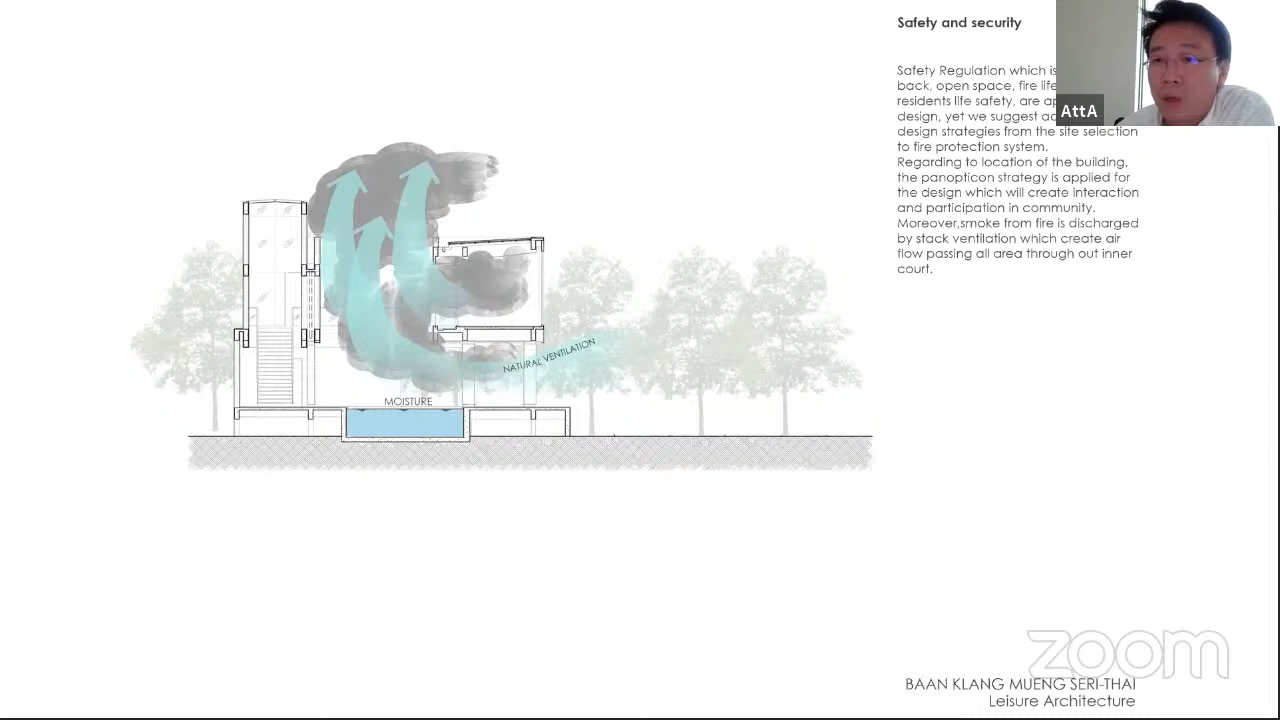 Safety and security
Safety Regulation which is
back, open space, fire life
residents life safety, are
design, yet we suggest
design strategies from the site selection
to fire protection system.
Regarding to location of the building,
the panopticon strategy is applied for
the design which will create interaction
and participation in community.
Moreover,smoke from fire is discharged
by stack ventilation which create air
flow passing all area through out inner
court.
AttA
NATURAL VENTILATION
MOISTURE
zoom
BAAN KLANG MUENG SERI-THAI
Leisure Architecture